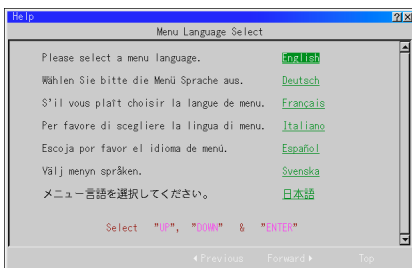 Help
Menu Language Select
Please select a menu language. English
Wählen Sie bitte die Menü Sprache aus. Deutsch
S'il vous plaît choisir la langue de menu. Français
Per favore di scegliere la lingua di menu. Italiano
Escoja por favor el idioma de menú. Español
Välj menyn språken. Svenska
メニュー言語を選択してください。 日本語
Select "UP", "DOWN" & "ENTER"
Previous Forward Top